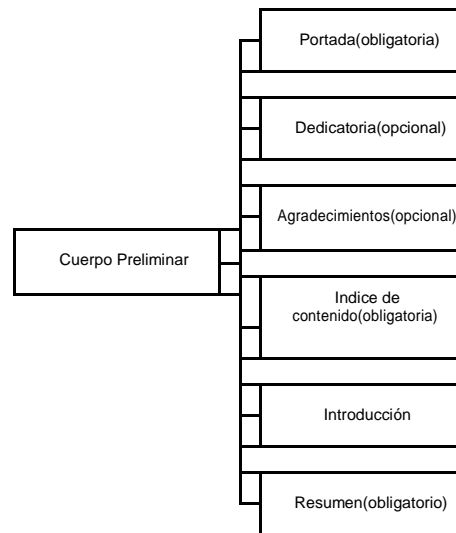 Portada(obligatoria)
Dedicatoria(opcional)
Agradecimientos(opcional)
Cuerpo Preliminar
Indice de
contenido(obligatoria)
Introducción
Resumen(obligatorio)